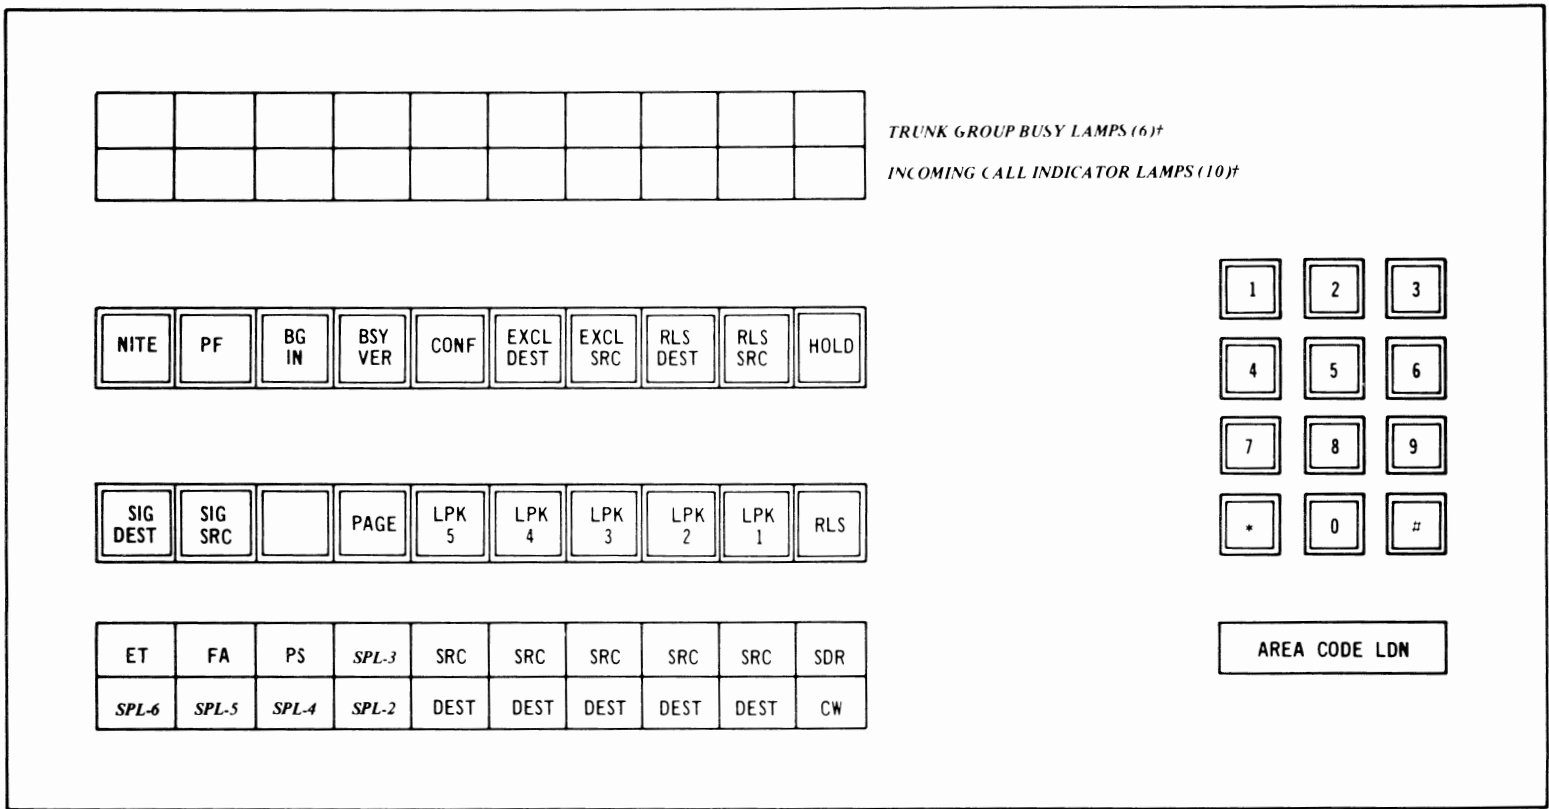 TRUNK GROUP BUSY LAMPS (6)†
INCOMING CALL INDICATOR LAMPS (10)†
1 2 3
NITE PF BG IN BSY VER CONF EXCL DEST EXCL SRC RLS DEST RLS SRC HOLD
4 5 6
7 8 9
SIG DEST SIG SRC PAGE LPK 5 LPK 4 LPK 3 LPK 2 LPK 1 RLS
* 0 #
ET FA PS SPL-3 SRC SRC SRC SRC SRC SDR
AREA CODE LDN
SPL-6 SPL-5 SPL-4 SPL-2 DEST DEST DEST DEST DEST CW